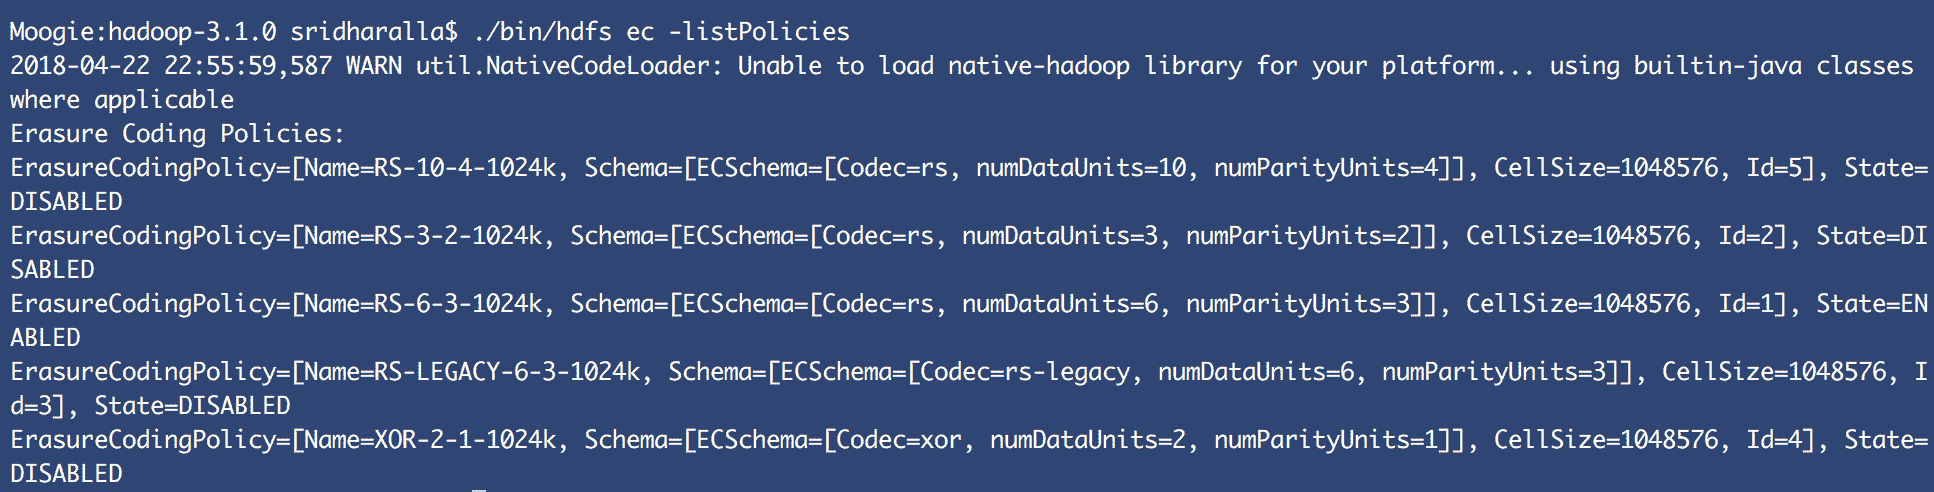 Moogie:hadoop-3.1.0 sridharalla$ ./bin/hdfs ec -listPolicies
2018-04-22 22:55:59,587 WARN util.NativeCodeLoader: Unable to load native-hadoop library for your platform... using builtin-java classes
where applicable
Erasure Coding Policies:
ErasureCodingPolicy=[Name=RS-10-4-1024k, Schema=[ECSchema=[Codec=rs, numDataUnits=10, numParityUnits=4]], CellSize=1048576, Id=5], State=
DISABLED
ErasureCodingPolicy=[Name=RS-3-2-1024k, Schema=[ECSchema=[Codec=rs, numDataUnits=3, numParityUnits=2]], CellSize=1048576, Id=2], State=DI
SABLED
ErasureCodingPolicy=[Name=RS-6-3-1024k, Schema=[ECSchema=[Codec=rs, numDataUnits=6, numParityUnits=3]], CellSize=1048576, Id=1], State=EN
ABLED
ErasureCodingPolicy=[Name=RS-LEGACY-6-3-1024k, Schema=[ECSchema=[Codec=rs-legacy, numDataUnits=6, numParityUnits=3]], CellSize=1048576, I
d=3], State=DISABLED
ErasureCodingPolicy=[Name=XOR-2-1-1024k, Schema=[ECSchema=[Codec=xor, numDataUnits=2, numParityUnits=1]], CellSize=1048576, Id=4], State=
DISABLED